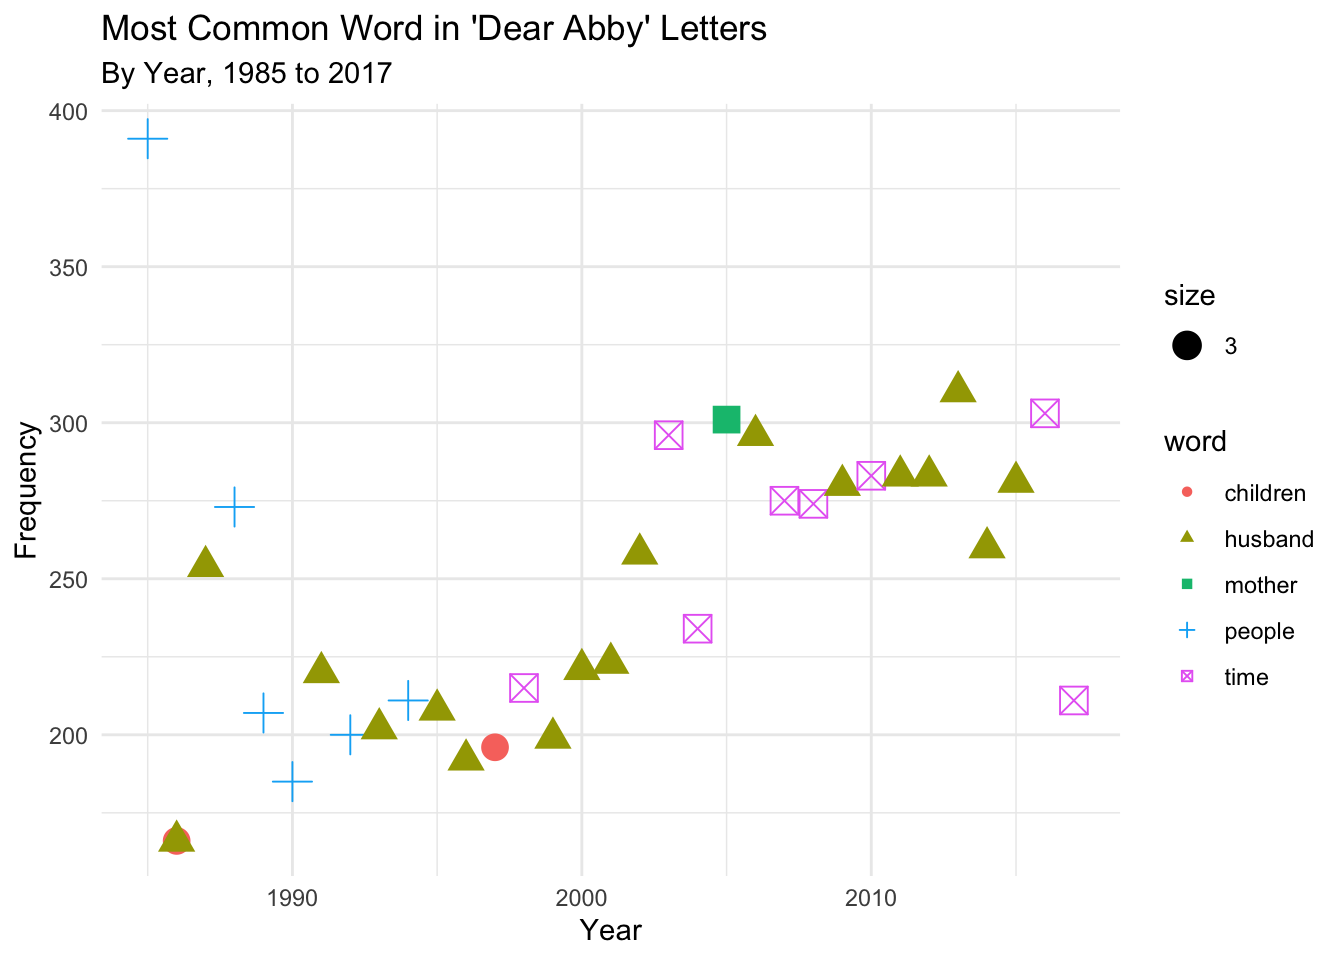 Most Common Word in 'Dear Abby' Letters
By Year, 1985 to 2017
400
350
300
250
200
Frequency
1990
2000
2010
Year
size
3
word
children
husband
mother
people
time